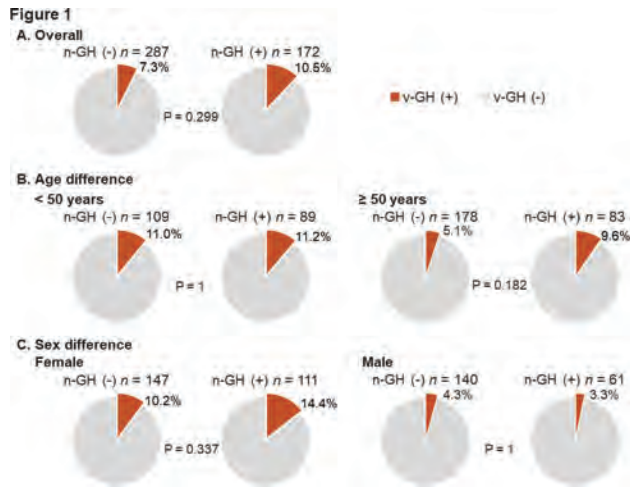 Figure 1
A. Overall
n-GH (-) n = 287 n-GH (+) n = 172
7.3% 10.5%
P = 0.299
v-GH (+) v-GH (-)
B. Age difference
< 50 years ≥ 50 years
n-GH (-) n = 109 n-GH (+) n = 89 n-GH (-) n = 178 n-GH (+) n = 83
11.0% 11.2% 5.1% 9.6%
P = 1 P = 0.182
C. Sex difference
Female Male
n-GH (-) n = 147 n-GH (+) n = 111 n-GH (-) n = 140 n-GH (+) n = 61
10.2% 14.4% 4.3% 3.3%
P = 0.337 P = 1